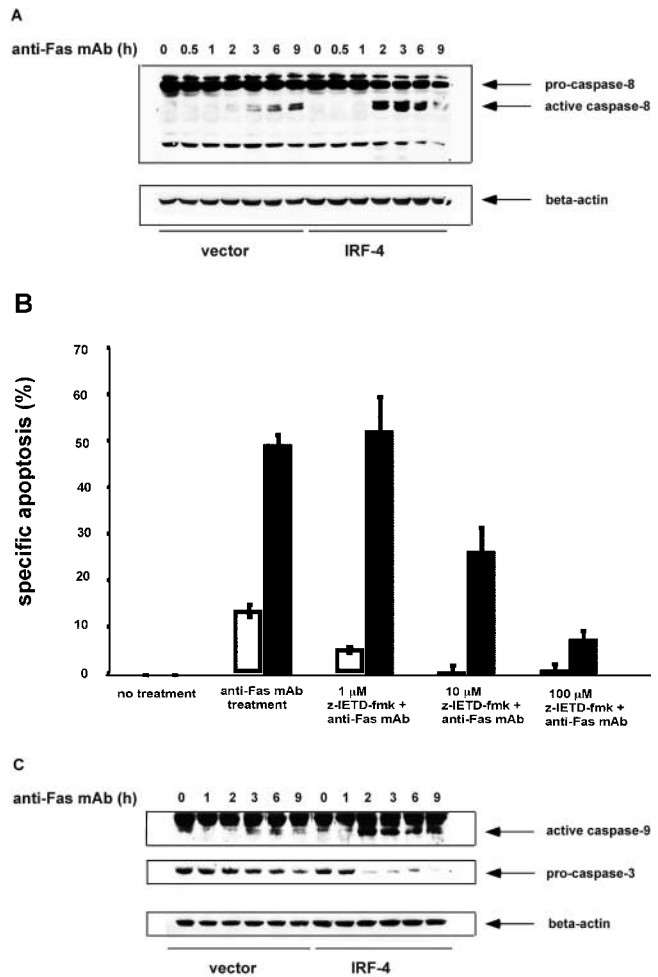 A
anti-Fas mAb (h) 0 0.5 1 2 3 6 9 0 0.5 1 2 3 6 9
pro-caspase-8
active caspase-8
beta-actin
vector IRF-4
B
specific apoptosis (%)
70
60
50
40
30
20
10
0
no treatment
anti-Fas mAb
treatment
1 μM
z-IETD-fmk +
anti-Fas mAb
10 μM
z-IETD-fmk +
anti-Fas mAb
100 μM
z-IETD-fmk +
anti-Fas mAb
C
anti-Fas mAb (h) 0 1 2 3 6 9 0 1 2 3 6 9
active caspase-9
pro-caspase-3
beta-actin
vector IRF-4